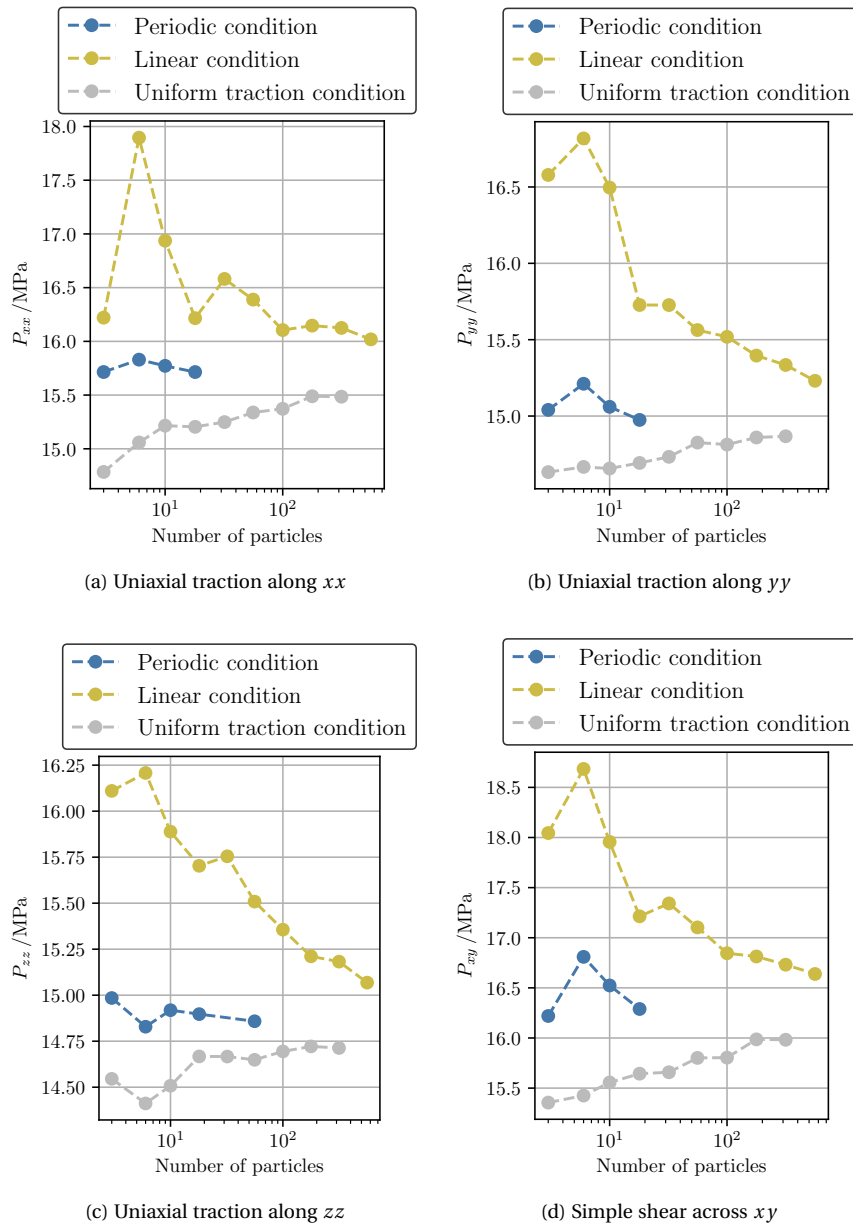 Periodic condition
Linear condition
Uniform traction condition
18.0
17.5
17.0
16.5
16.0
15.5
15.0
P_xx /MPa
10^1
10^2
Number of particles
(a) Uniaxial traction along xx
Periodic condition
Linear condition
Uniform traction condition
16.5
16.0
15.5
15.0
P_yy /MPa
10^1
10^2
Number of particles
(b) Uniaxial traction along yy
Periodic condition
Linear condition
Uniform traction condition
16.25
16.00
15.75
15.50
15.25
15.00
14.75
14.50
P_zz /MPa
10^1
10^2
Number of particles
(c) Uniaxial traction along zz
Periodic condition
Linear condition
Uniform traction condition
18.5
18.0
17.5
17.0
16.5
16.0
15.5
P_xy /MPa
10^1
10^2
Number of particles
(d) Simple shear across xy